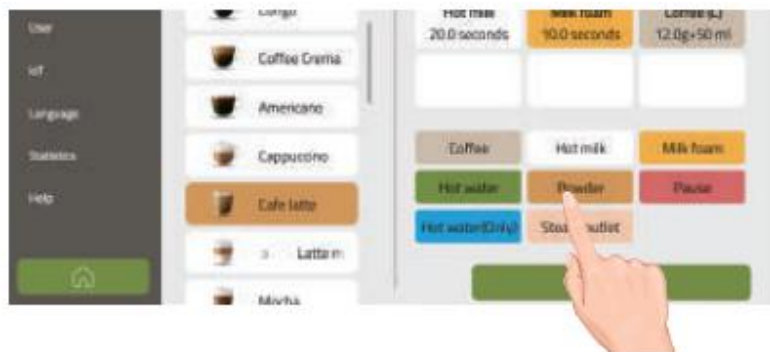 User
IoT
Language
Statistics
Help
Longo
Coffee Crema
Americano
Cappuccino
Cafe latte
Latte m
Mocha
Hot milk
20.0 seconds
Milk foam
10.0 seconds
Coffee (L)
12.0g+50 ml
Coffee
Hot milk
Milk foam
Hot water
Powder
Pause
Hot water(Only)
outlet